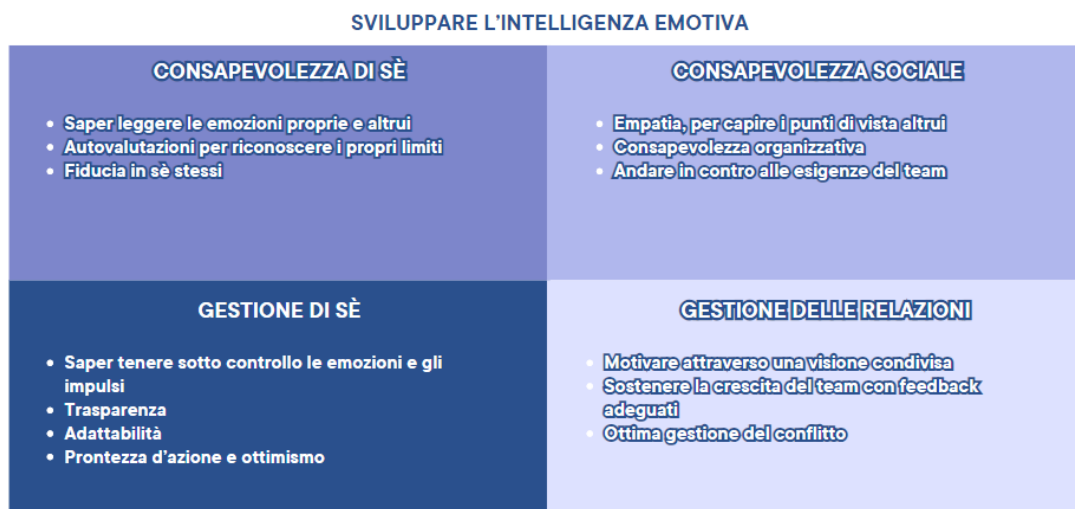 SVILUPPARE L'INTELLIGENZA EMOTIVA
CONSAPEVOLEZZA DI SÈ
• Saper leggere le emozioni proprie e altrui
• Autovalutazioni per riconoscere i propri limiti
• Fiducia in sè stessi
CONSAPEVOLEZZA SOCIALE
• Empatia, per capire i punti di vista altrui
• Consapevolezza organizzativa
• Andare in contro alle esigenze del team
GESTIONE DI SÈ
• Saper tenere sotto controllo le emozioni e gli
impulsi
• Trasparenza
• Adattabilità
• Prontezza d'azione e ottimismo
GESTIONE DELLE RELAZIONI
• Motivare attraverso una visione condivisa
• Sostenere la crescita del team con feedback
adeguati
• Ottima gestione del conflitto